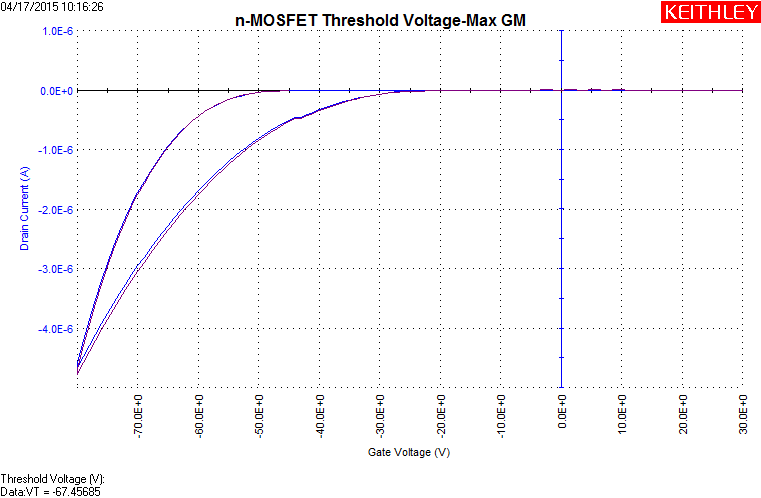 04/17/2015 10:16:26
n-MOSFET Threshold Voltage-Max GM
KEITHLEY
1.0E-6
0.0E+0
-1.0E-6
-2.0E-6
-3.0E-6
-4.0E-6
Drain Current (A)
-70.0E+0
-60.0E+0
-50.0E+0
-40.0E+0
-30.0E+0
-20.0E+0
-10.0E+0
0.0E+0
10.0E+0
20.0E+0
30.0E+0
Gate Voltage (V)
Threshold Voltage (V):
Data:VT = -67.45685